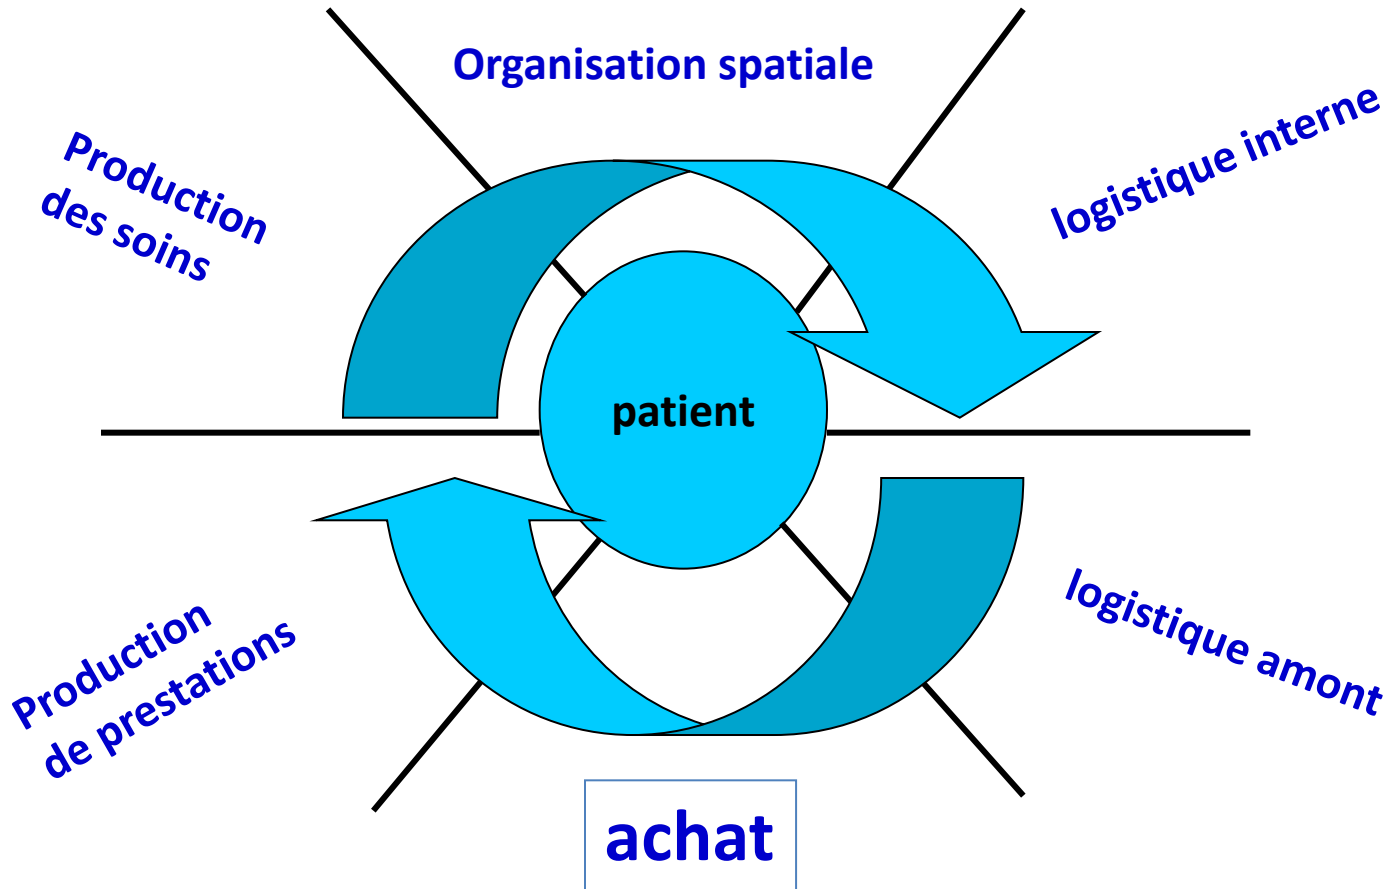 Organisation spatiale
Production
des soins
logistique interne
patient
Production
de prestations
logistique amont
achat